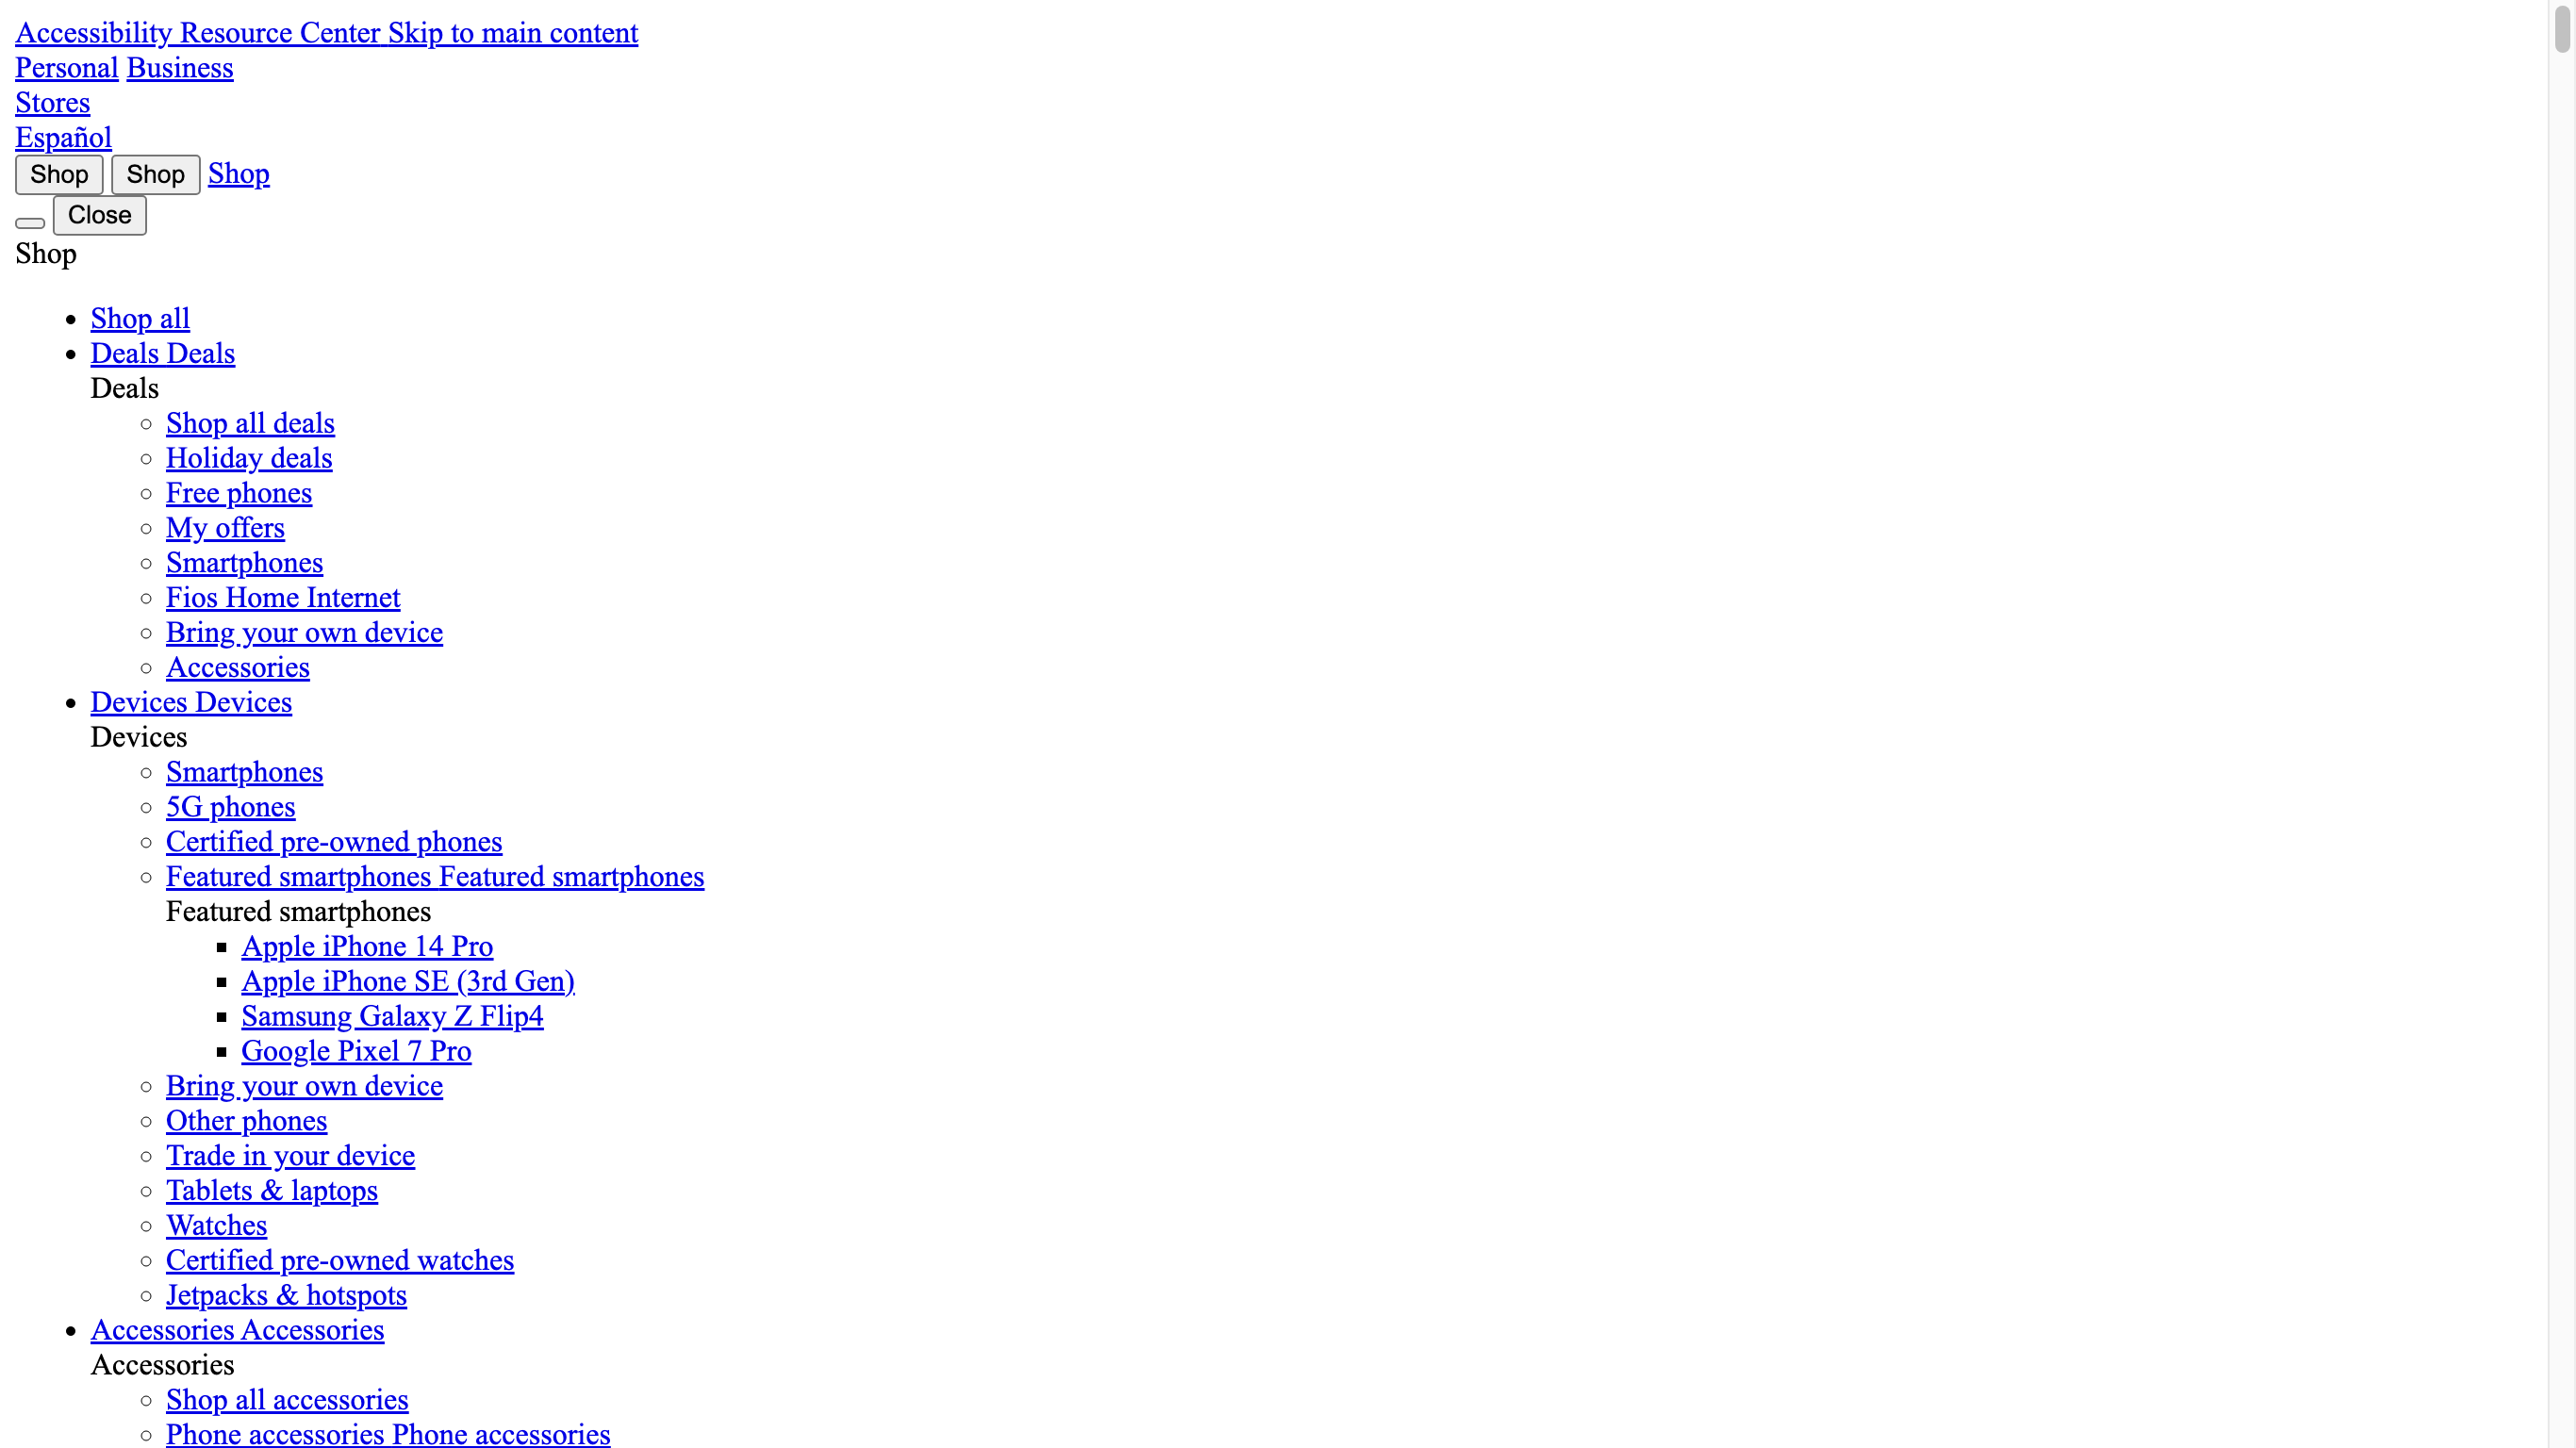 Accessibility Resource Center Skip to main content
Personal Business
Stores
Español
Shop Shop Shop
Close
Shop
Shop all
Deals Deals
Deals
Shop all deals
Holiday deals
Free phones
My offers
Smartphones
Fios Home Internet
Bring your own device
Accessories
Devices Devices
Devices
Smartphones
5G phones
Certified pre-owned phones
Featured smartphones Featured smartphones
Featured smartphones
Apple iPhone 14 Pro
Apple iPhone SE (3rd Gen)
Samsung Galaxy Z Flip4
Google Pixel 7 Pro
Bring your own device
Other phones
Trade in your device
Tablets & laptops
Watches
Certified pre-owned watches
Jetpacks & hotspots
Accessories Accessories
Accessories
Shop all accessories
Phone accessories Phone accessories